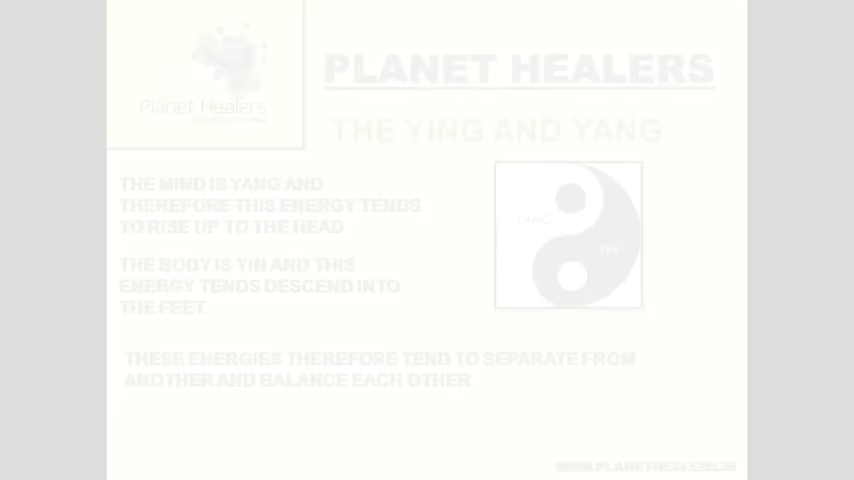 Planet Healers
PLANET HEALERS
THE YING AND YANG
THE MIND IS YANG AND
THEREFORE THIS ENERGY TENDS
TO RISE UP TO THE HEAD
YANG
YIN
THE BODY IS YIN AND THIS
ENERGY TENDS DESCEND INTO
THE FEET.
THESE ENERGIES THEREFORE TEND TO SEPARATE FROM
ANOTHER AND BALANCE EACH OTHER